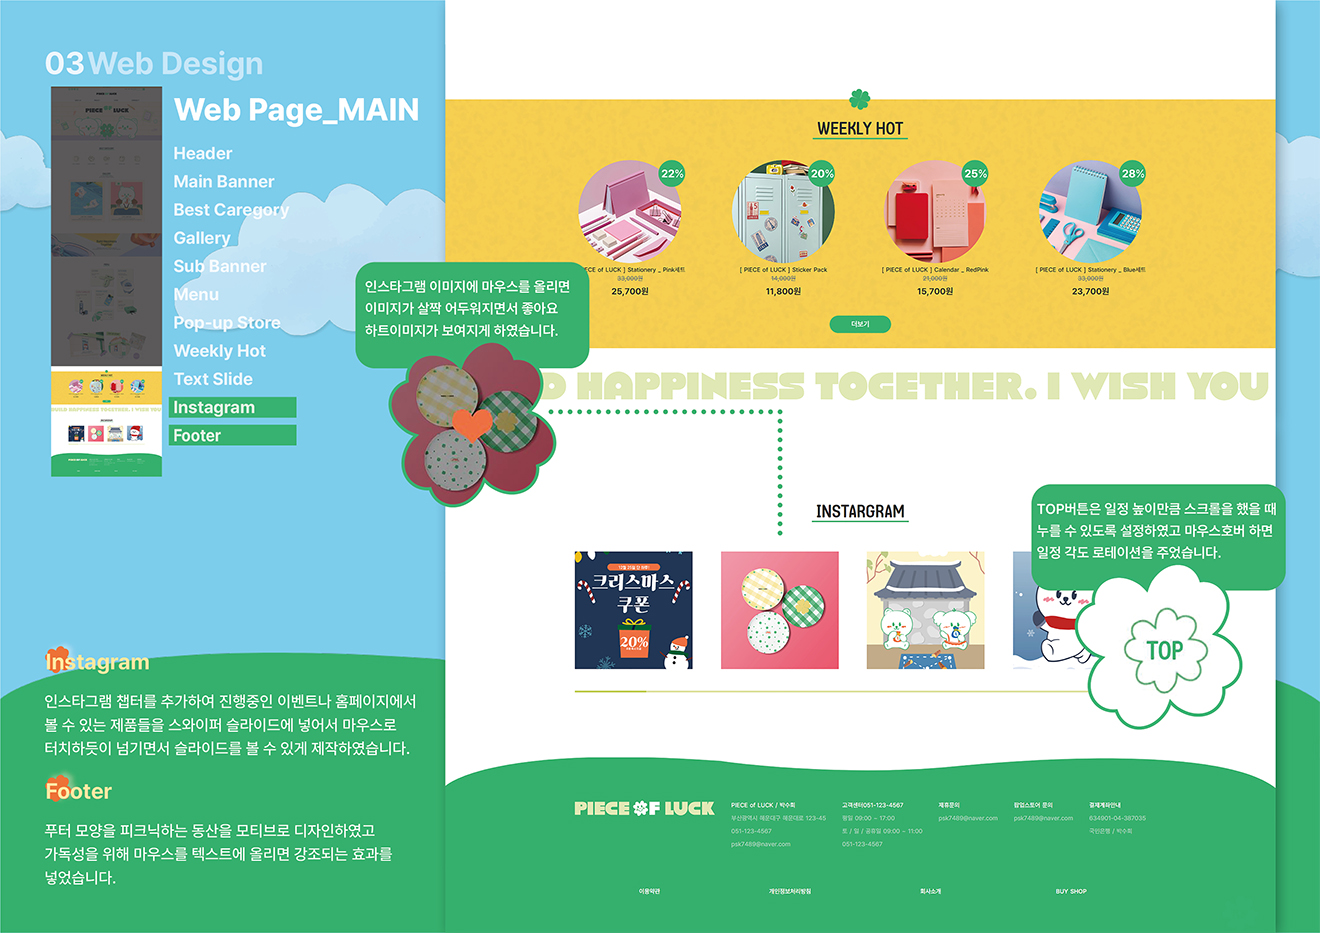 03 Web Design
Web Page_MAIN
Header
Main Banner
Best Caregory
Gallery
Sub Banner
Menu
Pop-up Store
Weekly Hot
Text Slide
Instagram
Footer
인스타그램 이미지에 마우스를 올리면
이미지가 살짝 어두워지면서 좋아요
하트이미지가 보여지게 하였습니다.
Instagram
인스타그램 챕터를 추가하여 진행중인 이벤트나 홈페이지에서
볼 수 있는 제품들을 스와이퍼 슬라이드에 넣어서 마우스로
터치하듯이 넘기면서 슬라이드를 볼 수 있게 제작하였습니다.
Footer
푸터 모양을 피크닉하는 동산을 모티브로 디자인하였고
가독성을 위해 마우스를 텍스트에 올리면 강조되는 효과를
넣었습니다.
WEEKLY HOT
22%
20%
25%
28%
PIECE of LUCK ] Stationery _ Pink세트
33,000원
25,700원
[ PIECE of LUCK ] Sticker Pack
14,000원
11,800원
[ PIECE of LUCK ] Calendar _ RedPink
21,000원
15,700원
[ PIECE of LUCK ] Stationery _ Blue세트
33,000원
23,700원
더보기
D HAPPINESS TOGETHER. I WISH YOU
INSTARGRAM
크리스마스
쿠폰
20%
TOP버튼은 일정 높이만큼 스크롤을 했을 때
누를 수 있도록 설정하였고 마우스호버 하면
일정 각도 로테이션을 주었습니다.
TOP
PIECE OF LUCK
PIECE of LUCK / 박수희
부산광역시 해운대구 해운대로 123-45
051-123-4567
psk7489@naver.com
고객센터051-123-4567
평일 09:00 ~ 17:00
토 / 일 / 공휴일 09:00 ~ 11:00
051-123-4567
제휴문의
psk7489@naver.com
팝업스토어 문의
psk7489@naver.com
결제계좌안내
634901-04-387035
국민은행 / 박수희
이용약관
개인정보처리방침
회사소개
BUY SHOP